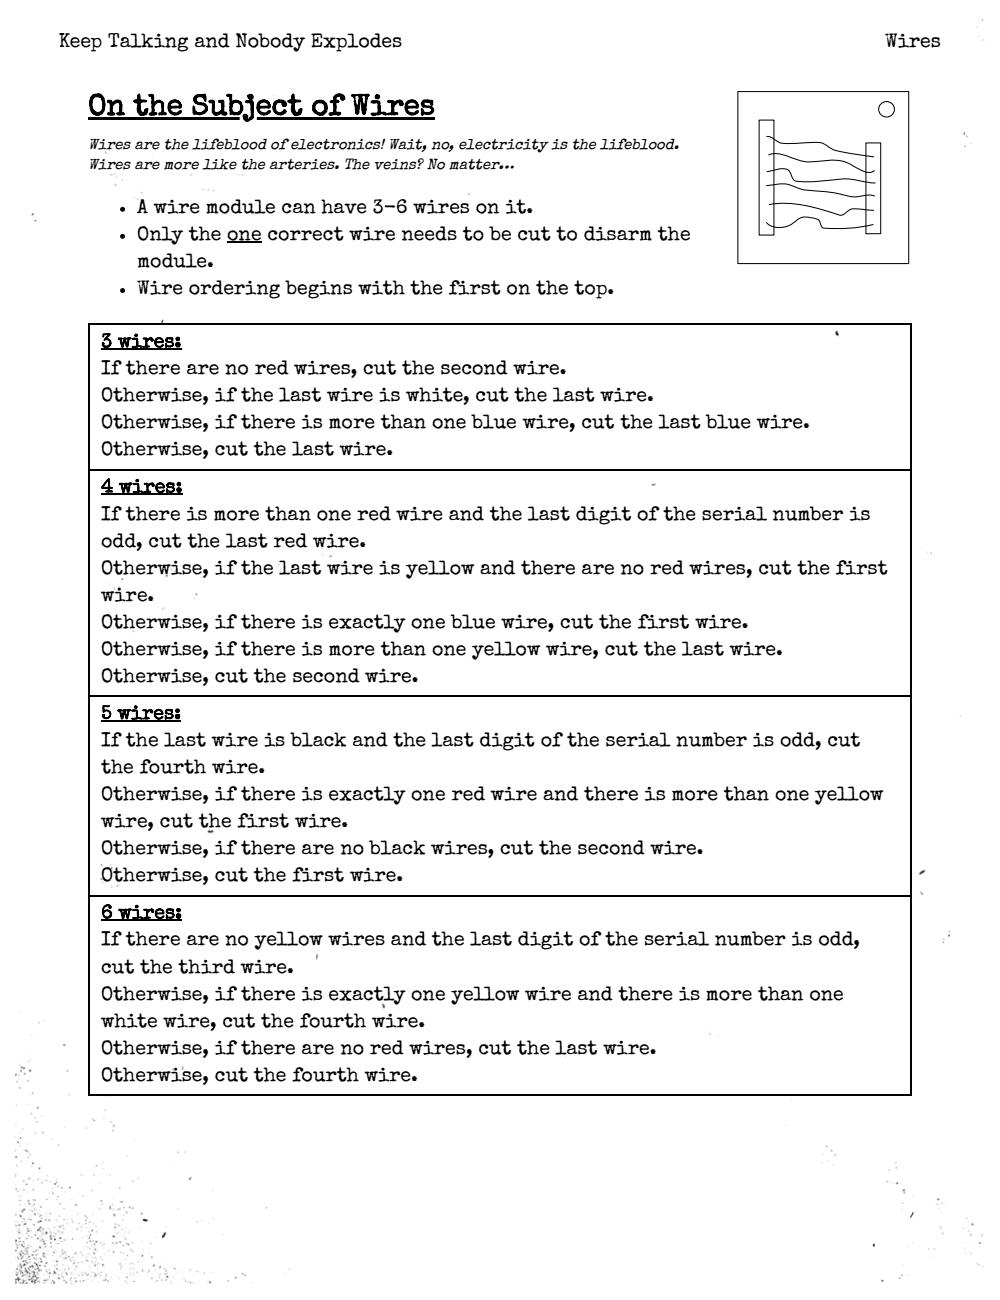 Keep Talking and Nobody Explodes
Wires
On the Subject of Wires
Wires are the lifeblood of electronics! Wait, no, electricity is the lifeblood.
Wires are more like the arteries. The veins? No matter...
• A wire module can have 3-6 wires on it.
• Only the one correct wire needs to be cut to disarm the
module.
• Wire ordering begins with the first on the top.
3 wires:
If there are no red wires, cut the second wire.
Otherwise, if the last wire is white, cut the last wire.
Otherwise, if there is more than one blue wire, cut the last blue wire.
Otherwise, cut the last wire.
4 wires:
If there is more than one red wire and the last digit of the serial number is
odd, cut the last red wire.
Otherwise, if the last wire is yellow and there are no red wires, cut the first
wire.
Otherwise, if there is exactly one blue wire, cut the first wire.
Otherwise, if there is more than one yellow wire, cut the last wire.
Otherwise, cut the second wire.
5 wires:
If the last wire is black and the last digit of the serial number is odd, cut
the fourth wire.
Otherwise, if there is exactly one red wire and there is more than one yellow
wire, cut the first wire.
Otherwise, if there are no black wires, cut the second wire.
Otherwise, cut the first wire.
6 wires:
If there are no yellow wires and the last digit of the serial number is odd,
cut the third wire.
Otherwise, if there is exactly one yellow wire and there is more than one
white wire, cut the fourth wire.
Otherwise, if there are no red wires, cut the last wire.
Otherwise, cut the fourth wire.